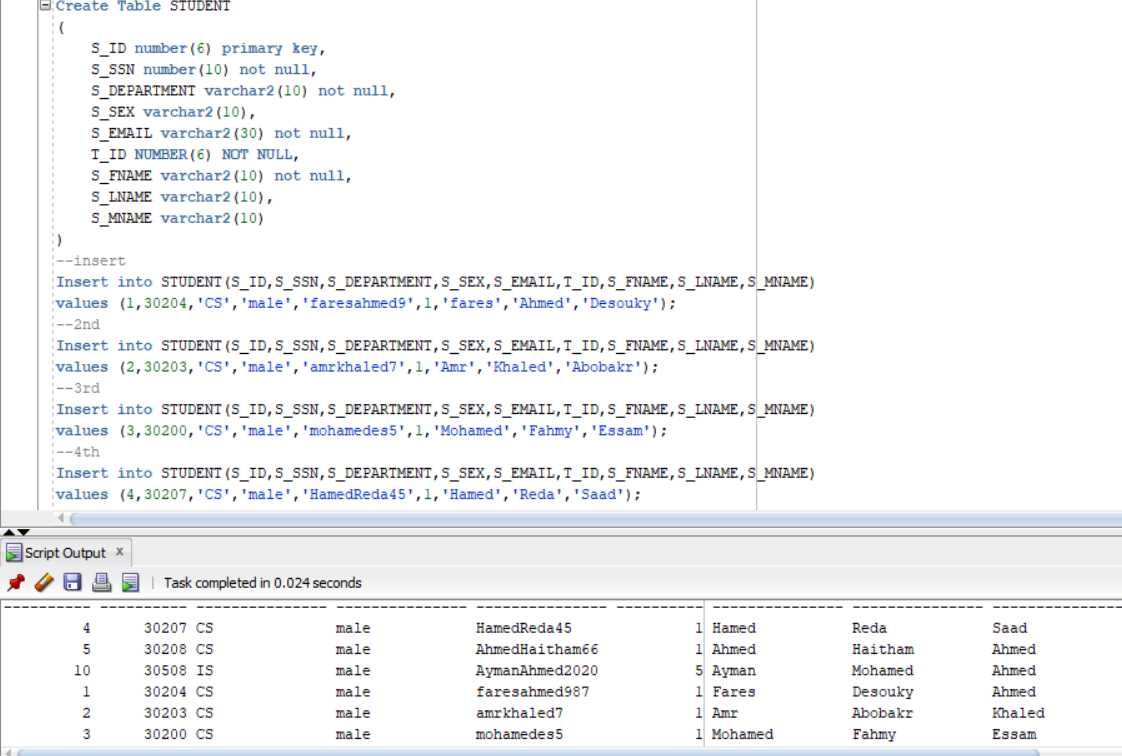 Create Table STUDENT
(
S_ID number(6) primary key,
S_SSN number(10) not null,
S_DEPARTMENT varchar2(10) not null,
S_SEX varchar2(10),
S_EMAIL varchar2(30) not null,
T_ID NUMBER(6) NOT NULL,
S_FNAME varchar2(10) not null,
S_LNAME varchar2(10),
S_MNAME varchar2(10)
)
--insert
Insert into STUDENT(S_ID,S_SSN,S_DEPARTMENT,S_SEX,S_EMAIL,T_ID,S_FNAME,S_LNAME,S_MNAME)
values (1,30204,'CS','male','faresahmed9',1,'fares','Ahmed','Desouky');
--2nd
Insert into STUDENT(S_ID,S_SSN,S_DEPARTMENT,S_SEX,S_EMAIL,T_ID,S_FNAME,S_LNAME,S_MNAME)
values (2,30203,'CS','male','amrkhaled7',1,'Amr','Khaled','Abobakr');
--3rd
Insert into STUDENT(S_ID,S_SSN,S_DEPARTMENT,S_SEX,S_EMAIL,T_ID,S_FNAME,S_LNAME,S_MNAME)
values (3,30200,'CS','male','mohamedes5',1,'Mohamed','Fahmy','Essam');
--4th
Insert into STUDENT(S_ID,S_SSN,S_DEPARTMENT,S_SEX,S_EMAIL,T_ID,S_FNAME,S_LNAME,S_MNAME)
values (4,30207,'CS','male','HamedReda45',1,'Hamed','Reda','Saad');
Script Output x
Task completed in 0.024 seconds
---------- ---------- --------------- --------------- --------------- ---------- --------------- --------------- ---------------
4 30207 CS male HamedReda45 1 Hamed Reda Saad
5 30208 CS male AhmedHaitham66 1 Ahmed Haitham Ahmed
10 30508 IS male AymanAhmed2020 5 Ayman Mohamed Ahmed
1 30204 CS male faresahmed987 1 Fares Desouky Ahmed
2 30203 CS male amrkhaled7 1 Amr Abobakr Khaled
3 30200 CS male mohamedes5 1 Mohamed Fahmy Essam